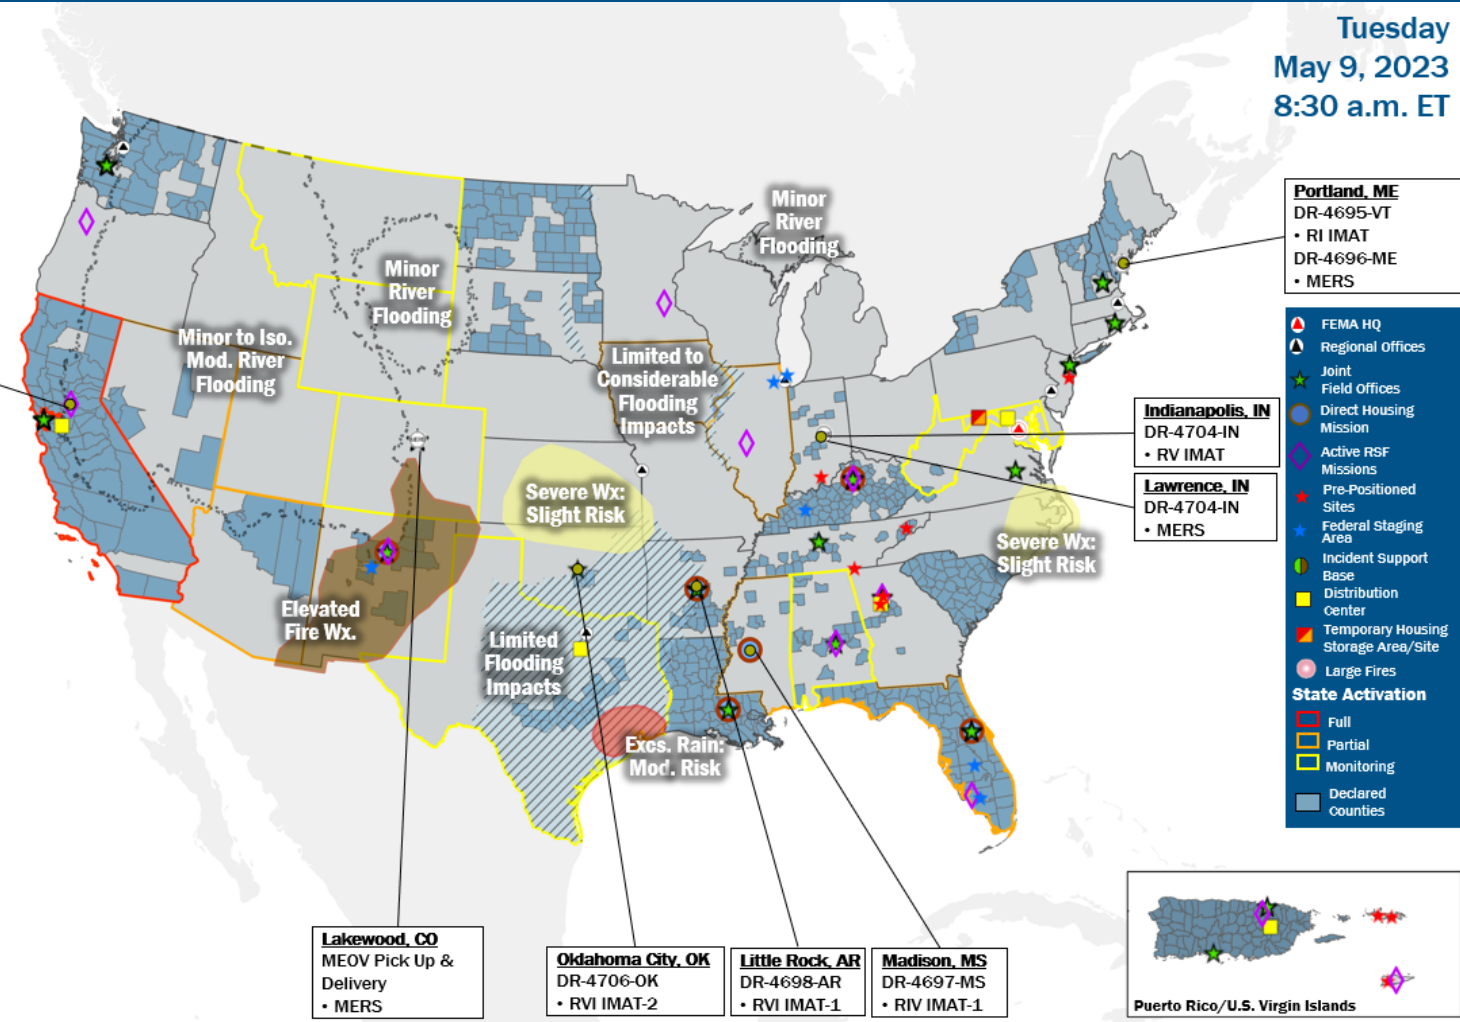 Tuesday
May 9, 2023
8:30 a.m. ET
Minor
River
Flooding
Portland, ME
DR-4695-VT
• RI IMAT
DR-4696-ME
• MERS
Minor
River
Flooding
Minor to Iso.
Mod. River
Flooding
Limited to
Considerable
Flooding
Impacts
FEMA HQ
Regional Offices
Joint
Field Offices
Direct Housing
Mission
Active RSF
Missions
Pre-Positioned
Sites
Federal Staging
Area
Incident Support
Base
Distribution
Center
Temporary Housing
Storage Area/Site
Large Fires
State Activation
Full
Partial
Monitoring
Declared
Counties
Indianapolis, IN
DR-4704-IN
• RV IMAT
Lawrence, IN
DR-4704-IN
• MERS
Severe Wx:
Slight Risk
Severe Wx:
Slight Risk
Elevated
Fire Wx.
Limited
Flooding
Impacts
Excs. Rain:
Mod. Risk
Lakewood, CO
MEOV Pick Up &
Delivery
• MERS
Oklahoma City, OK
DR-4706-OK
• RVI IMAT-2
Little Rock, AR
DR-4698-AR
• RVI IMAT-1
Madison, MS
DR-4697-MS
• RIV IMAT-1
Puerto Rico/U.S. Virgin Islands